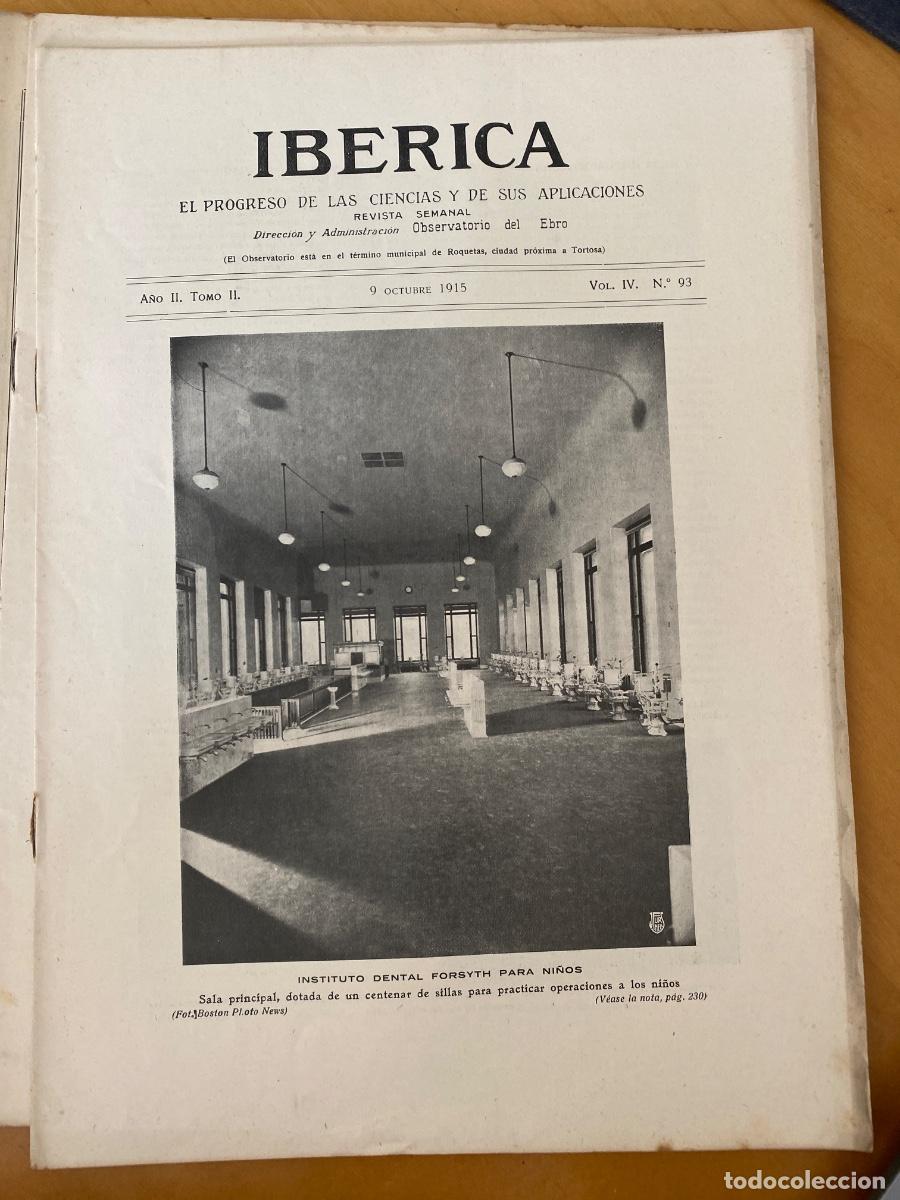 IBERICA
EL PROGRESO DE LAS CIENCIAS Y DE SUS APLICACIONES
REVISTA SEMANAL
Direccion y Administración Observatorio del Ebro
(El Observatorio está en el término municipal de Roquetas, ciudad próxima a Tortosa)
AÑO II. TOMO II. 9 OCTUBRE 1915 VOL. IV. N.º 93
INSTITUTO DENTAL FORSYTH PARA NIÑOS
Sala principal, dotada de un centenar de sillas para practicar operaciones a los niños
(Fot. Boston Photo News) (Véase la nota, pág. 230)
todocoleccion.net